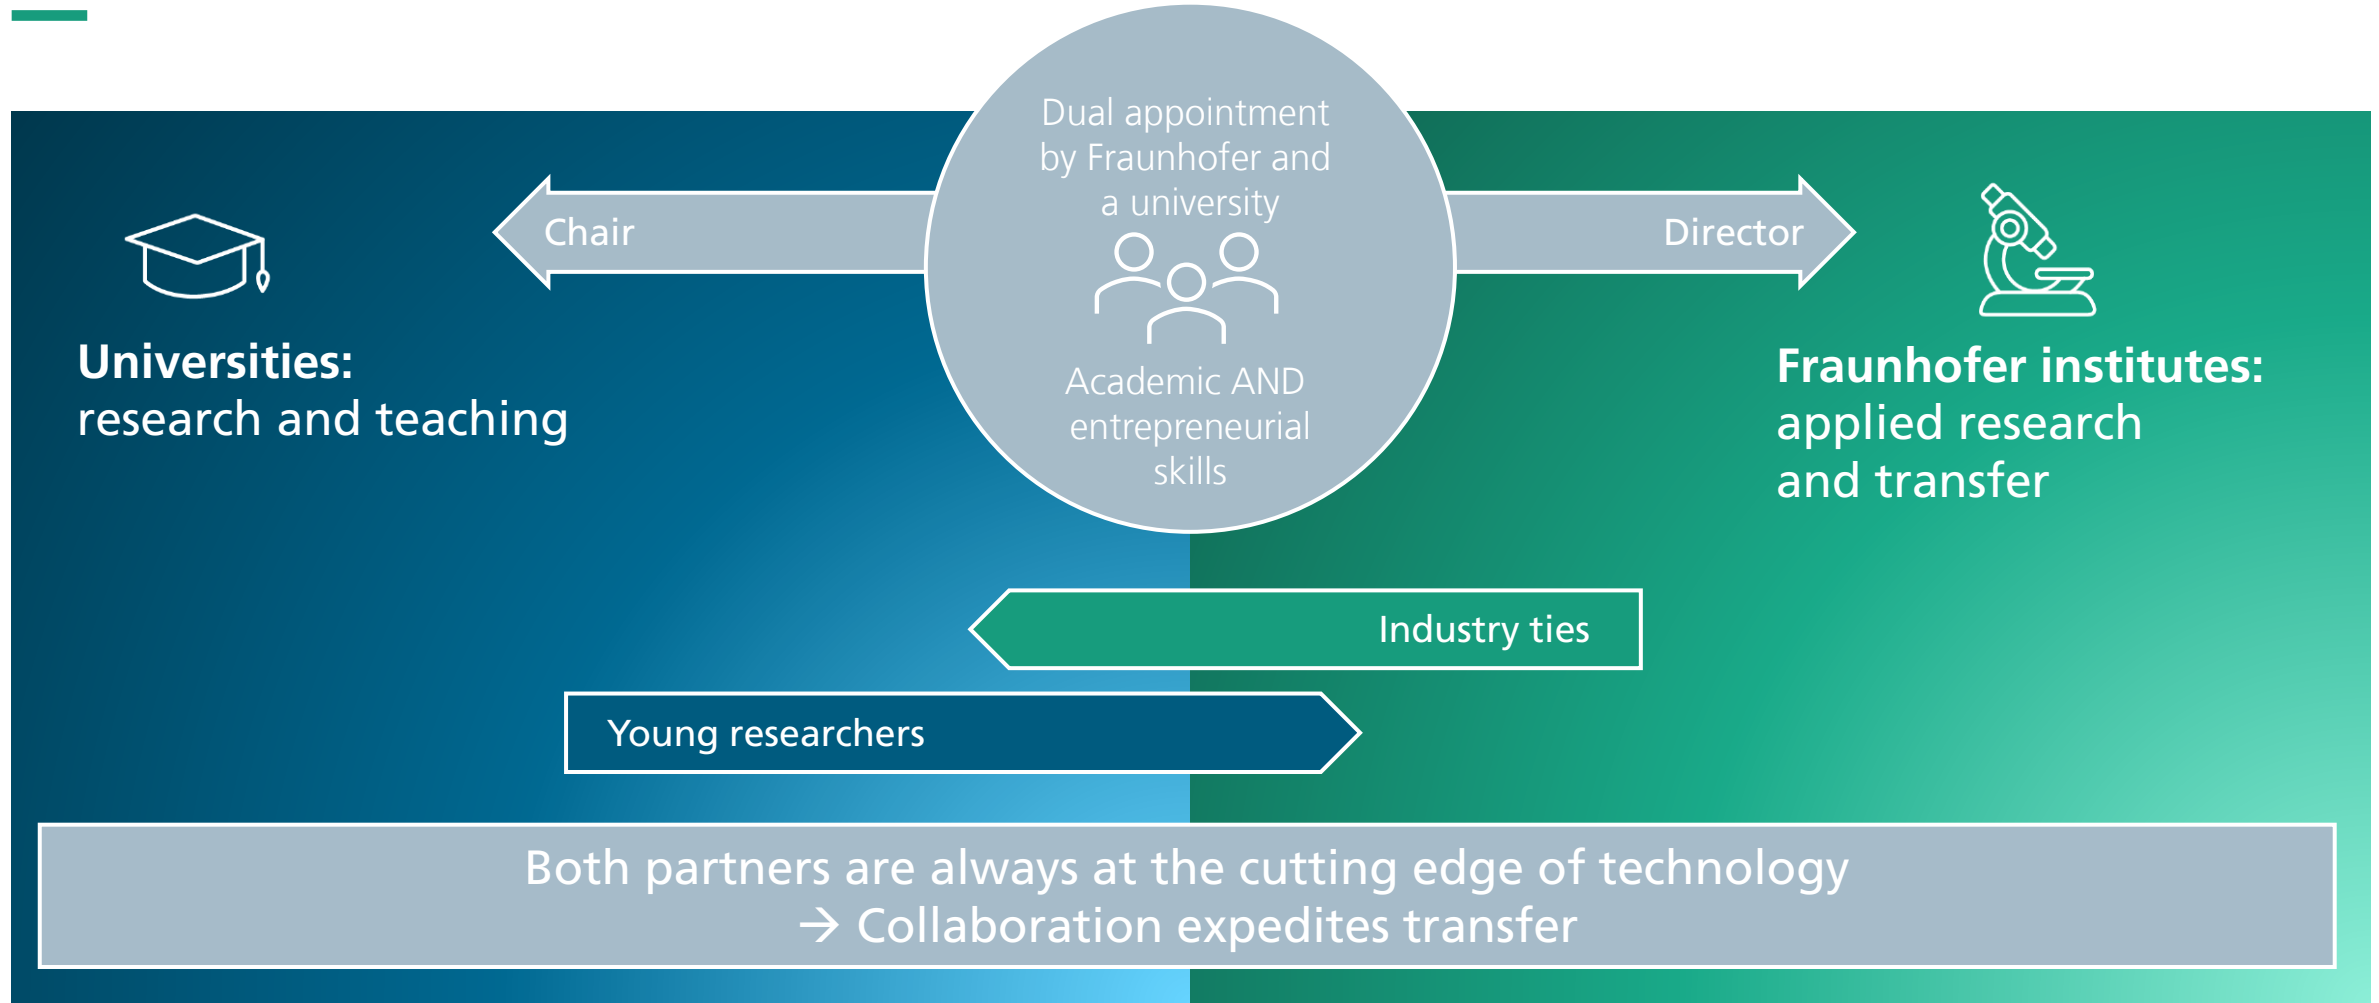 Dual appointment
by Fraunhofer and
a university
Chair
Director
Academic AND
entrepreneurial
skills
Universities:
research and teaching
Fraunhofer institutes:
applied research
and transfer
Industry ties
Young researchers
Both partners are always at the cutting edge of technology
→ Collaboration expedites transfer